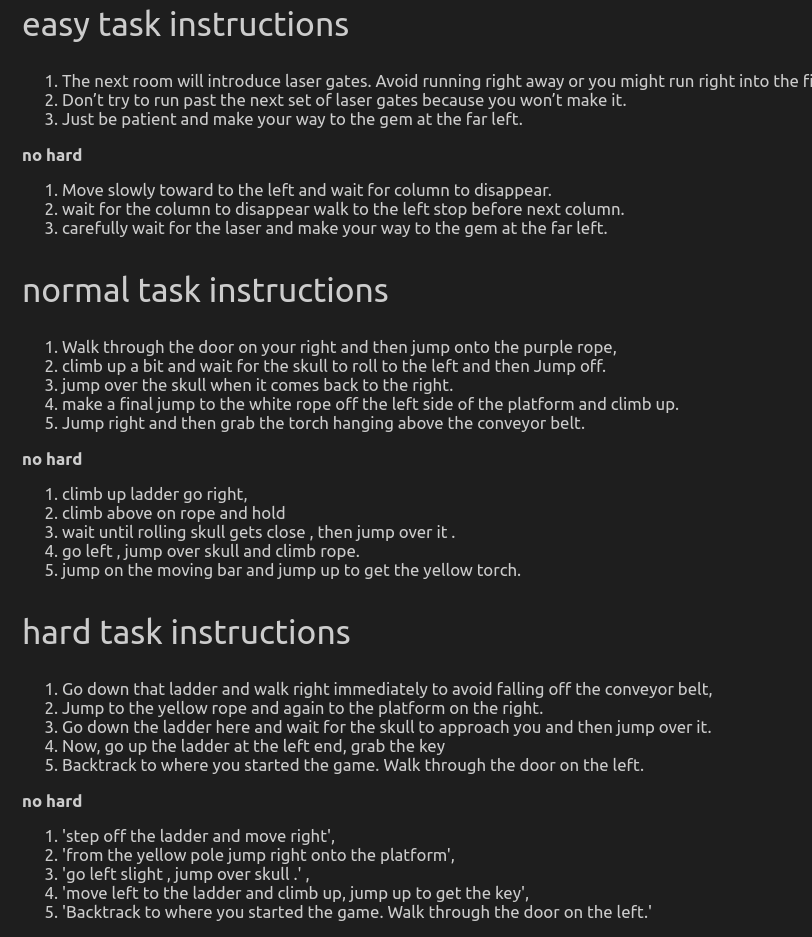 easy task instructions
1. The next room will introduce laser gates. Avoid running right away or you might run right into the
2. Don’t try to run past the next set of laser gates because you won’t make it.
3. Just be patient and make your way to the gem at the far left.
no hard
1. Move slowly toward to the left and wait for column to disappear.
2. wait for the column to disappear walk to the left stop before next column.
3. carefully wait for the laser and make your way to the gem at the far left.
normal task instructions
1. Walk through the door on your right and then jump onto the purple rope,
2. climb up a bit and wait for the skull to roll to the left and then Jump off.
3. jump over the skull when it comes back to the right.
4. make a final jump to the white rope off the left side of the platform and climb up.
5. Jump right and then grab the torch hanging above the conveyor belt.
no hard
1. climb up ladder go right,
2. climb above on rope and hold
3. wait until rolling skull gets close , then jump over it .
4. go left , jump over skull and climb rope.
5. jump on the moving bar and jump up to get the yellow torch.
hard task instructions
1. Go down that ladder and walk right immediately to avoid falling off the conveyor belt,
2. Jump to the yellow rope and again to the platform on the right.
3. Go down the ladder here and wait for the skull to approach you and then jump over it.
4. Now, go up the ladder at the left end, grab the key
5. Backtrack to where you started the game. Walk through the door on the left.
no hard
1. 'step off the ladder and move right',
2. 'from the yellow pole jump right onto the platform',
3. 'go left slight , jump over skull .' ,
4. 'move left to the ladder and climb up, jump up to get the key',
5. 'Backtrack to where you started the game. Walk through the door on the left.'